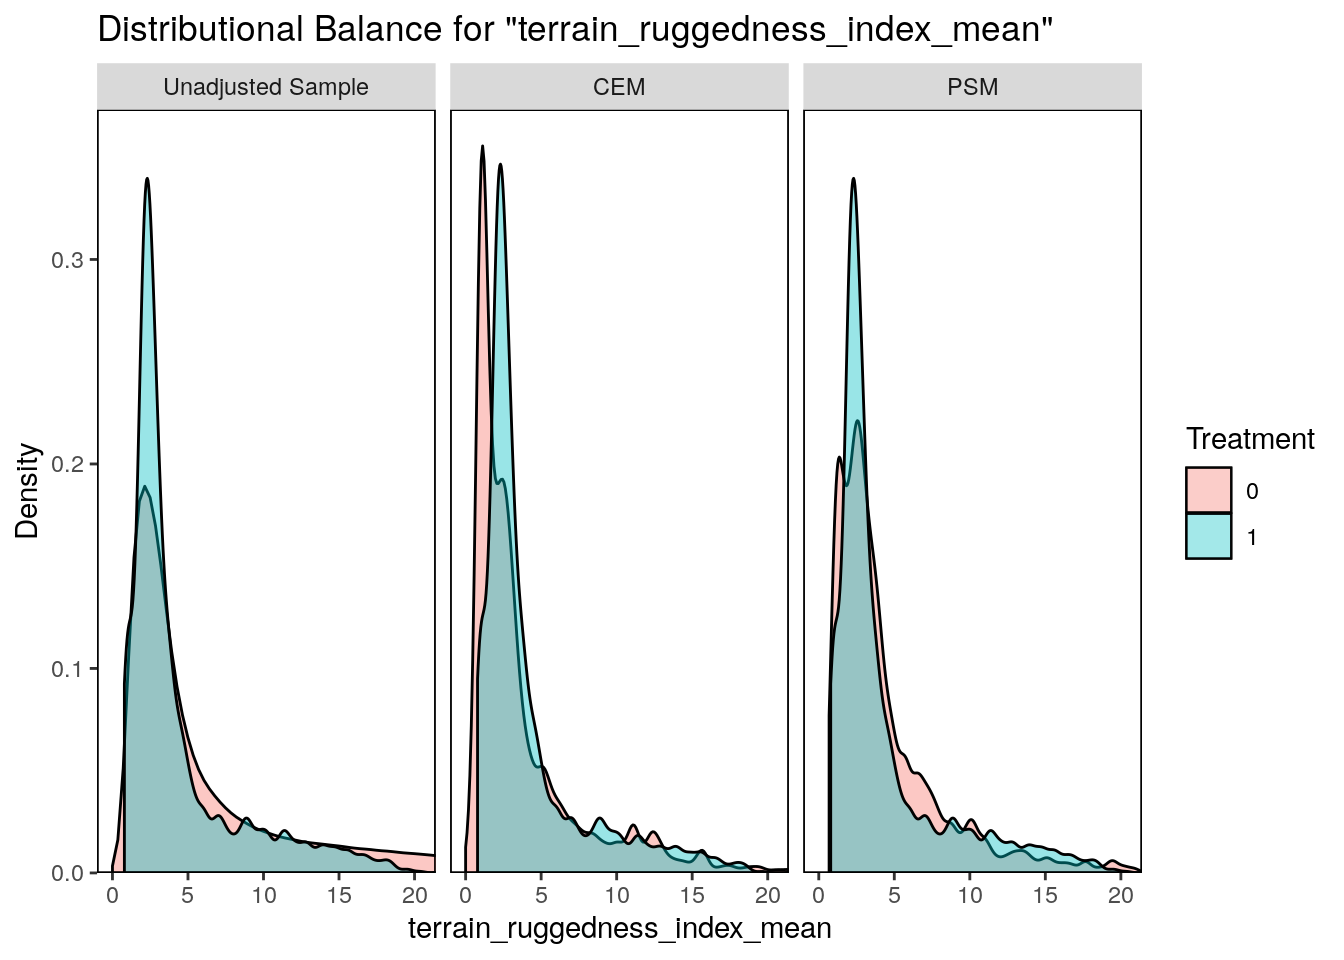 Distributional Balance for "terrain_ruggedness_index_mean"
Unadjusted Sample
CEM
PSM
Density
0.3
0.2
0.1
0.0
0 5 10 15 20
0 5 10 15 20
0 5 10 15 20
terrain_ruggedness_index_mean
Treatment
0
1